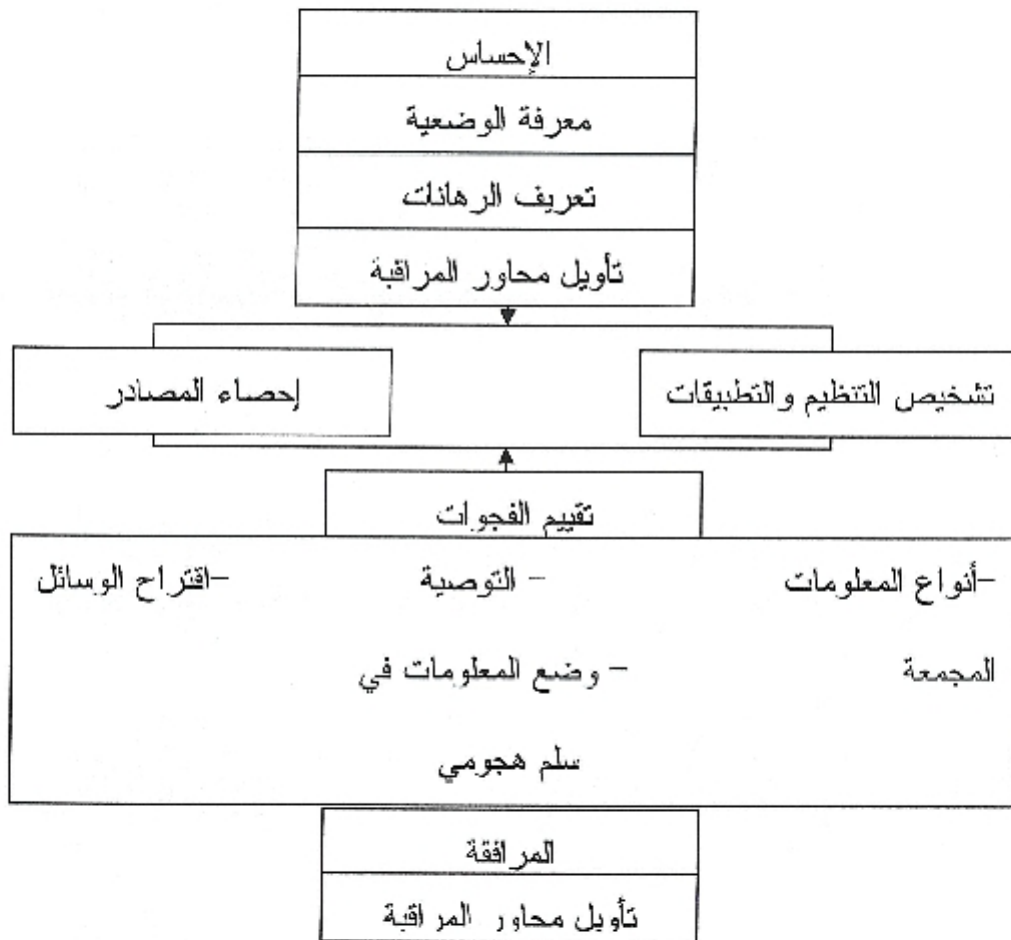 الإحساس
معرفة الوضعية
تعريف الرهانات
تأويل محاور المراقبة
تشخيص التنظيم والتطبيقات
إحصاء المصادر
تقييم الفجوات
–أنواع المعلومات
المجمعة
– التوصية
– وضع المعلومات في
سلم هجومي
–اقتراح الوسائل
المرافقة
تأويل محاور المراقبة